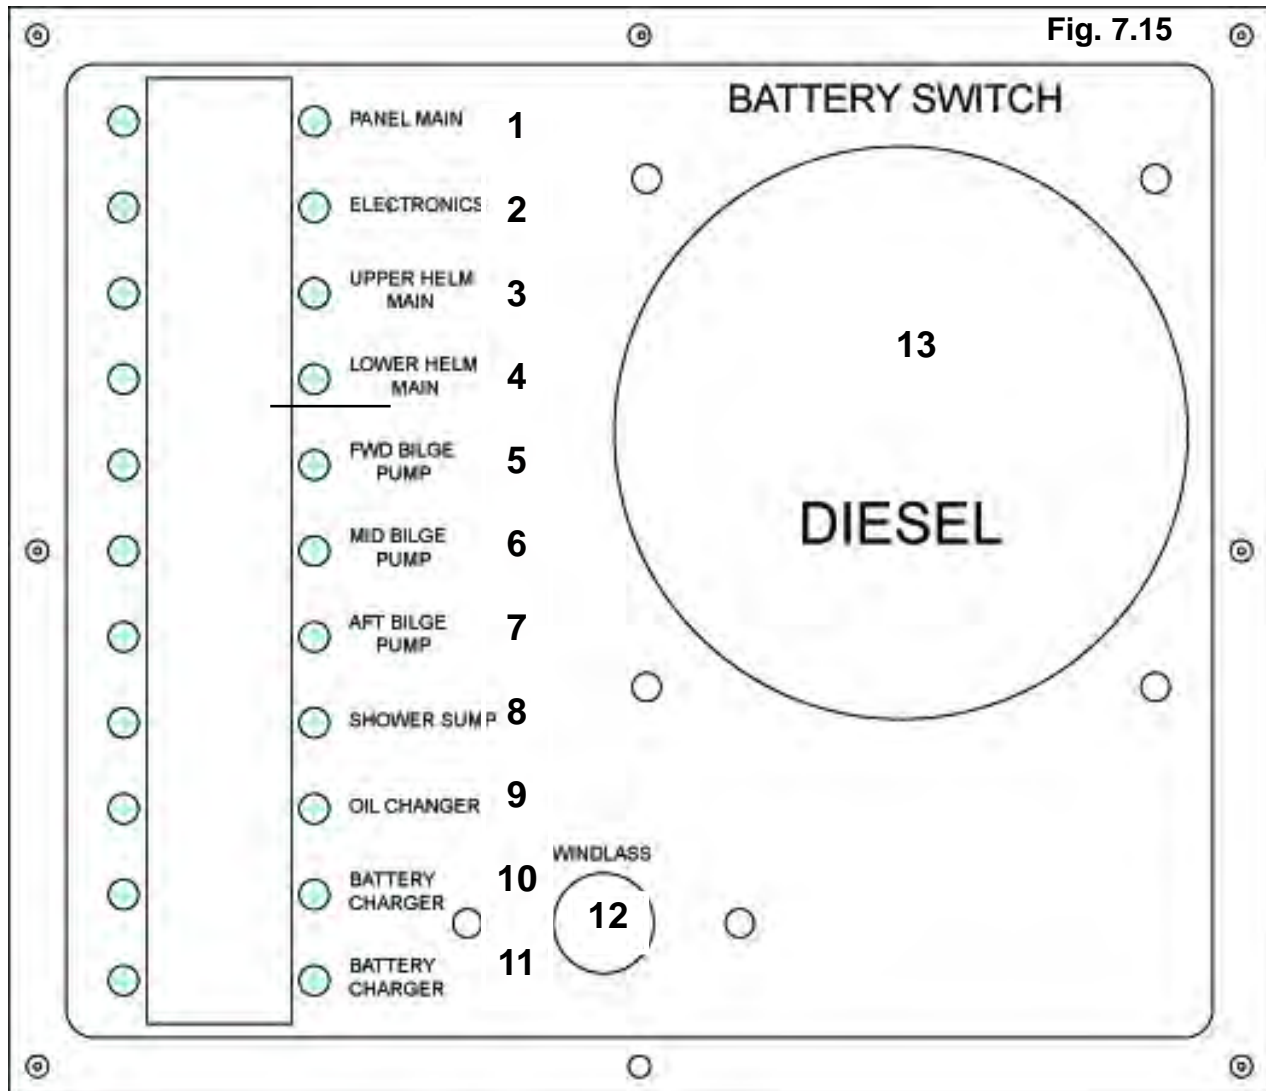 Fig. 7.15
BATTERY SWITCH
PANEL MAIN 1
ELECTRONICS 2
UPPER HELM
MAIN 3
LOWER HELM
MAIN 4
FWD BILGE
PUMP 5
MID BILGE
PUMP 6
AFT BILGE
PUMP 7
SHOWER SUMP 8
OIL CHANGER 9
BATTERY
CHARGER 10
BATTERY
CHARGER 11
WINDLASS
12
13
DIESEL